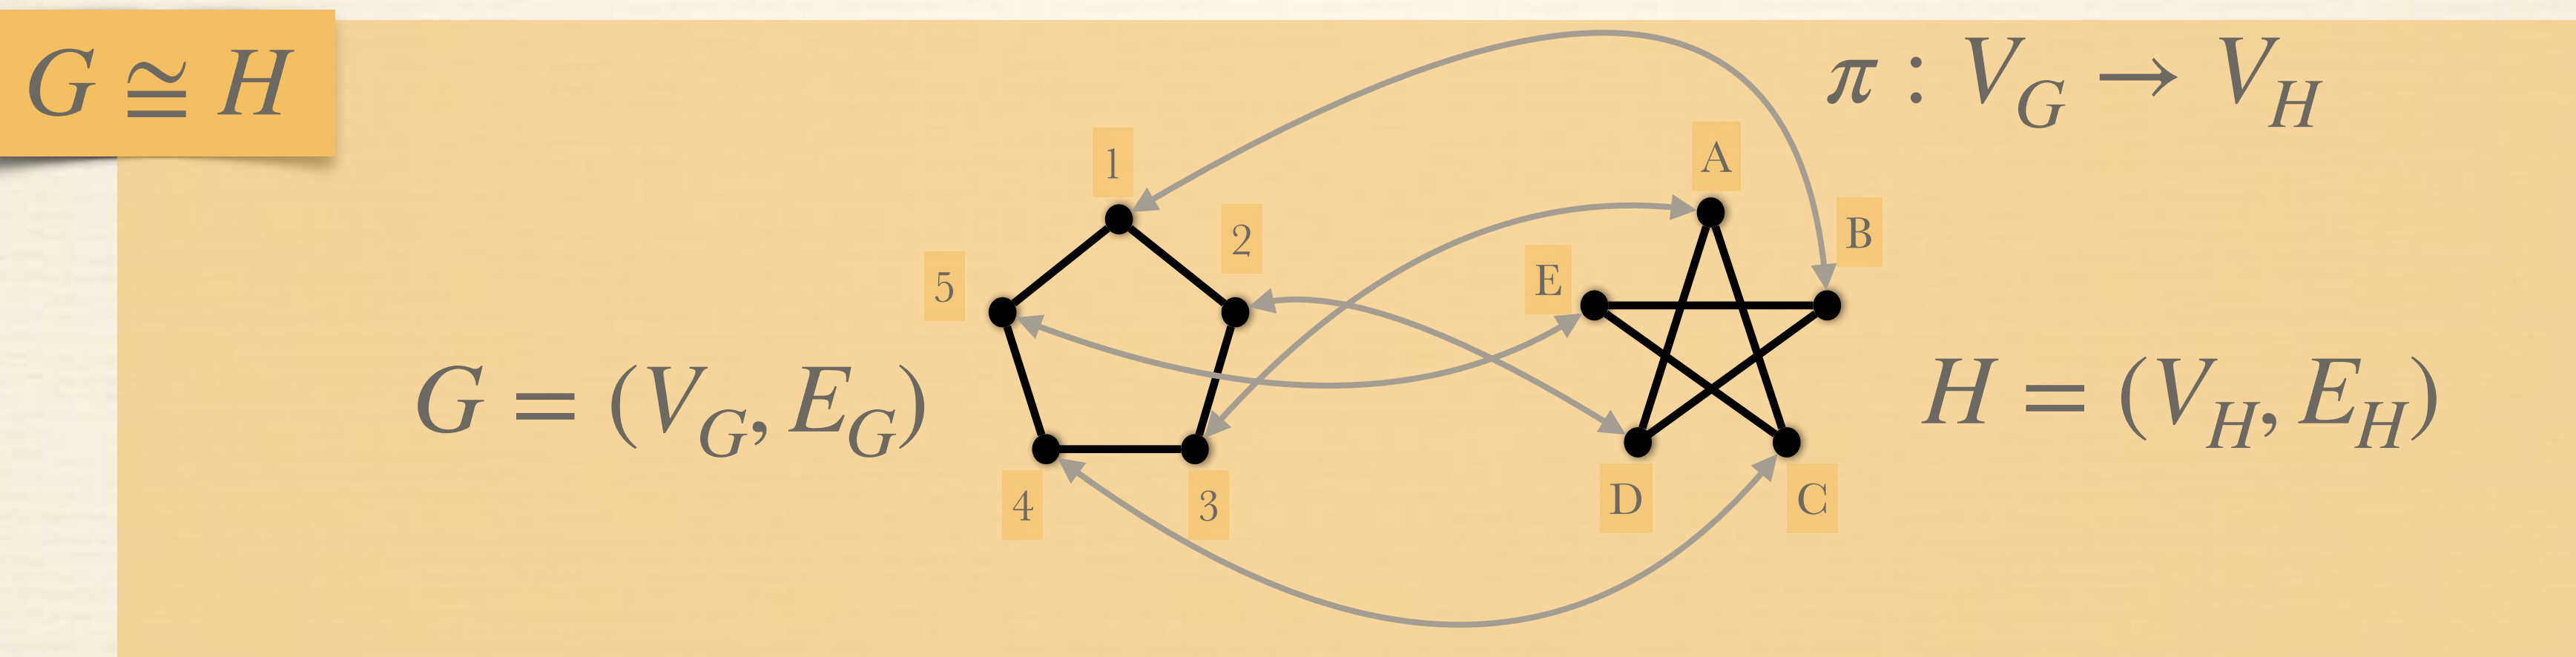 G ≅ H
π : V_G → V_H
1
A
2
B
5
E
G = (V_G, E_G)
H = (V_H, E_H)
4
3
D
C